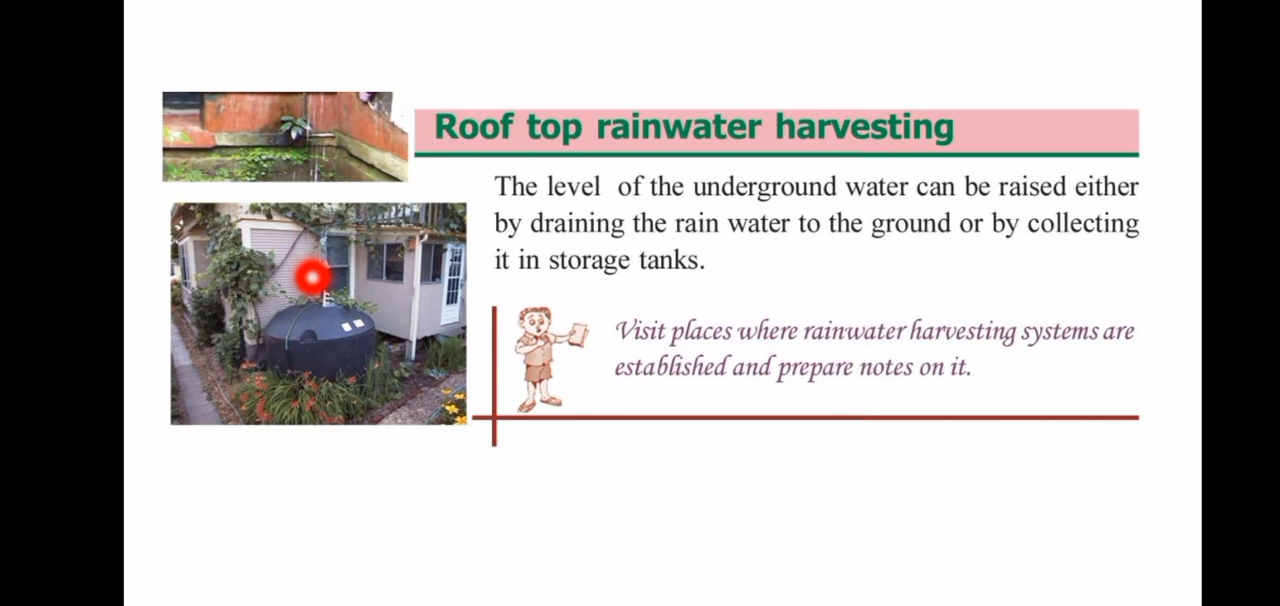 Roof top rainwater harvesting
The level of the underground water can be raised either
by draining the rain water to the ground or by collecting
it in storage tanks.
Visit places where rainwater harvesting systems are
established and prepare notes on it.